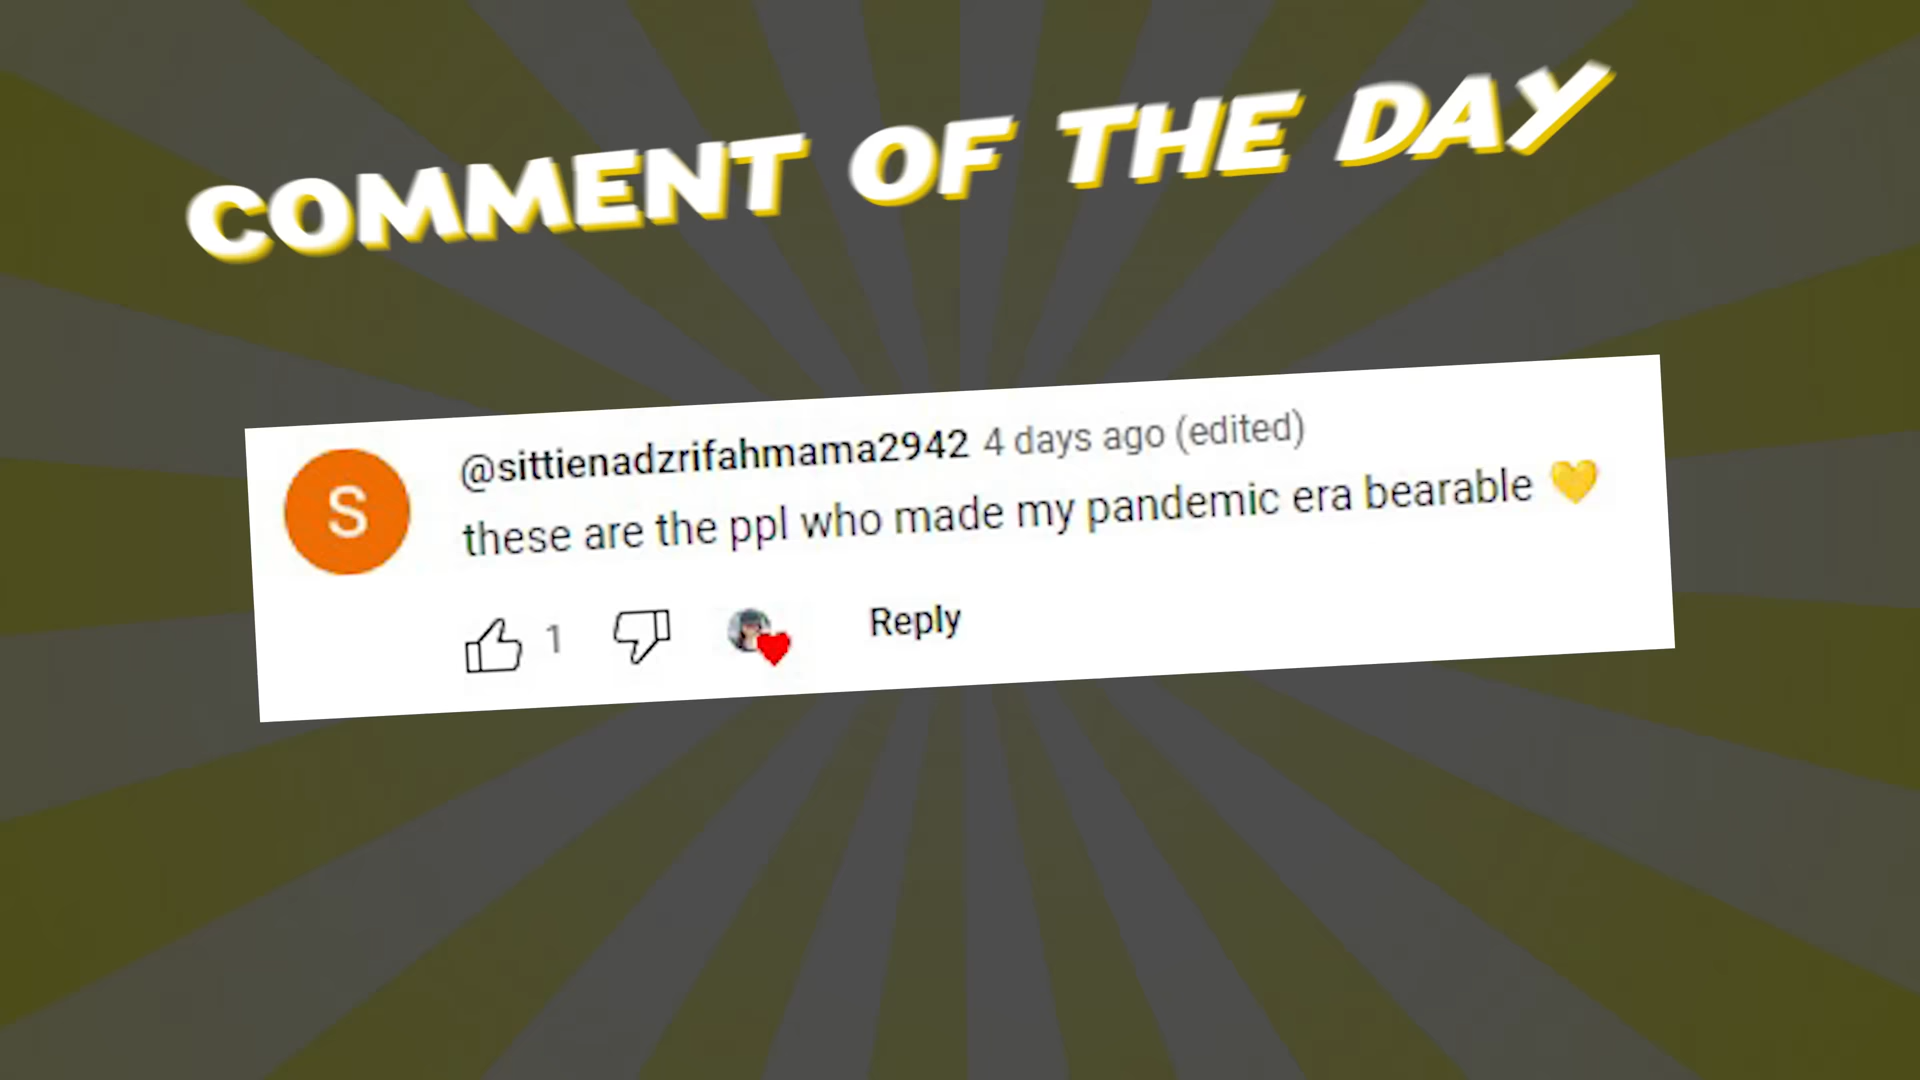 COMMENT OF THE DAY
S
@sittienadzrifahmama2942 4 days ago (edited)
these are the ppl who made my pandemic era bearable 💛
1 Reply